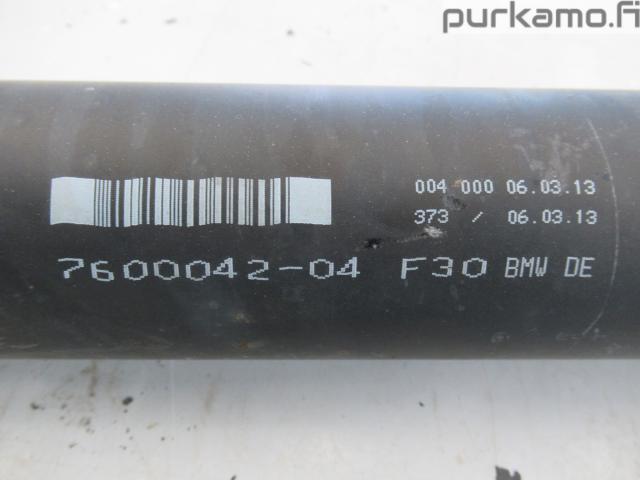 purkamo.fi
004 000 06.03.13
373 / 06.03.13
7600042-04 F30 BMW DE